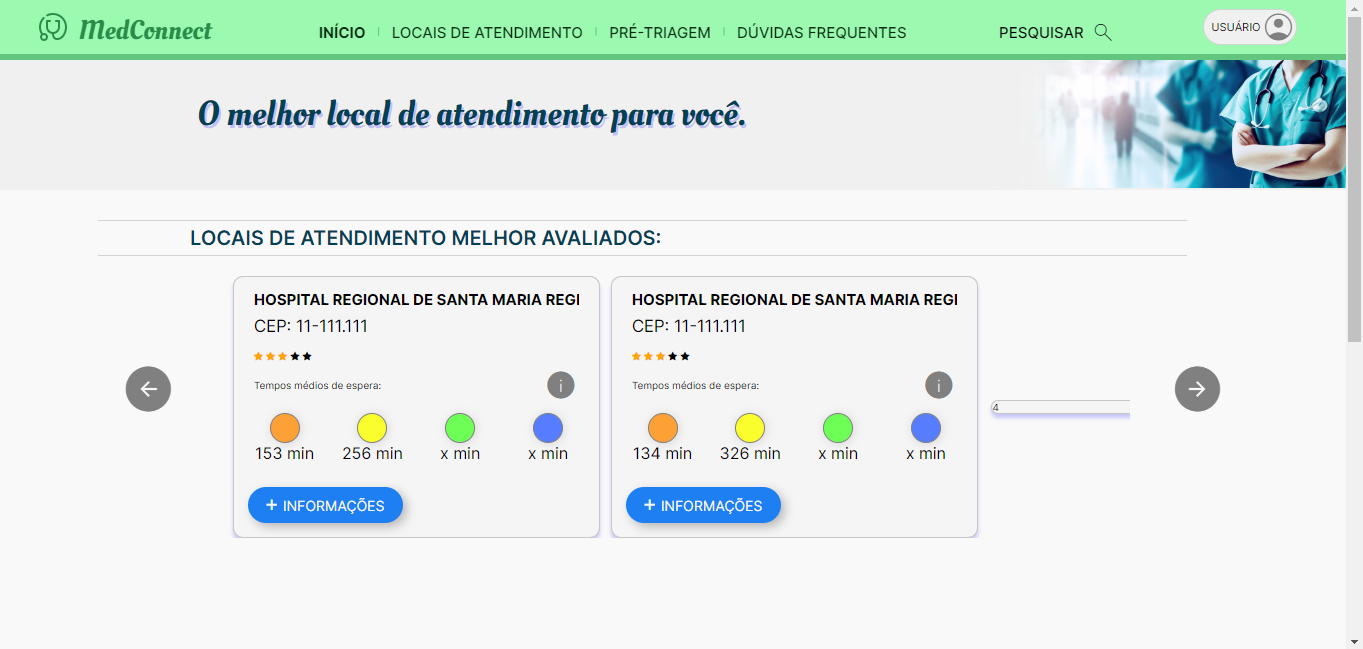 MedConnect
INÍCIO
LOCAIS DE ATENDIMENTO
PRÉ-TRIAGEM
DÚVIDAS FREQUENTES
PESQUISAR
USUÁRIO
O melhor local de atendimento para você.
LOCAIS DE ATENDIMENTO MELHOR AVALIADOS:
HOSPITAL REGIONAL DE SANTA MARIA REGI
CEP: 11-111.111
Tempos médios de espera:
i
153 min 256 min x min x min
+ INFORMAÇÕES
HOSPITAL REGIONAL DE SANTA MARIA REGI
CEP: 11-111.111
Tempos médios de espera:
i
134 min 326 min x min x min
+ INFORMAÇÕES
4